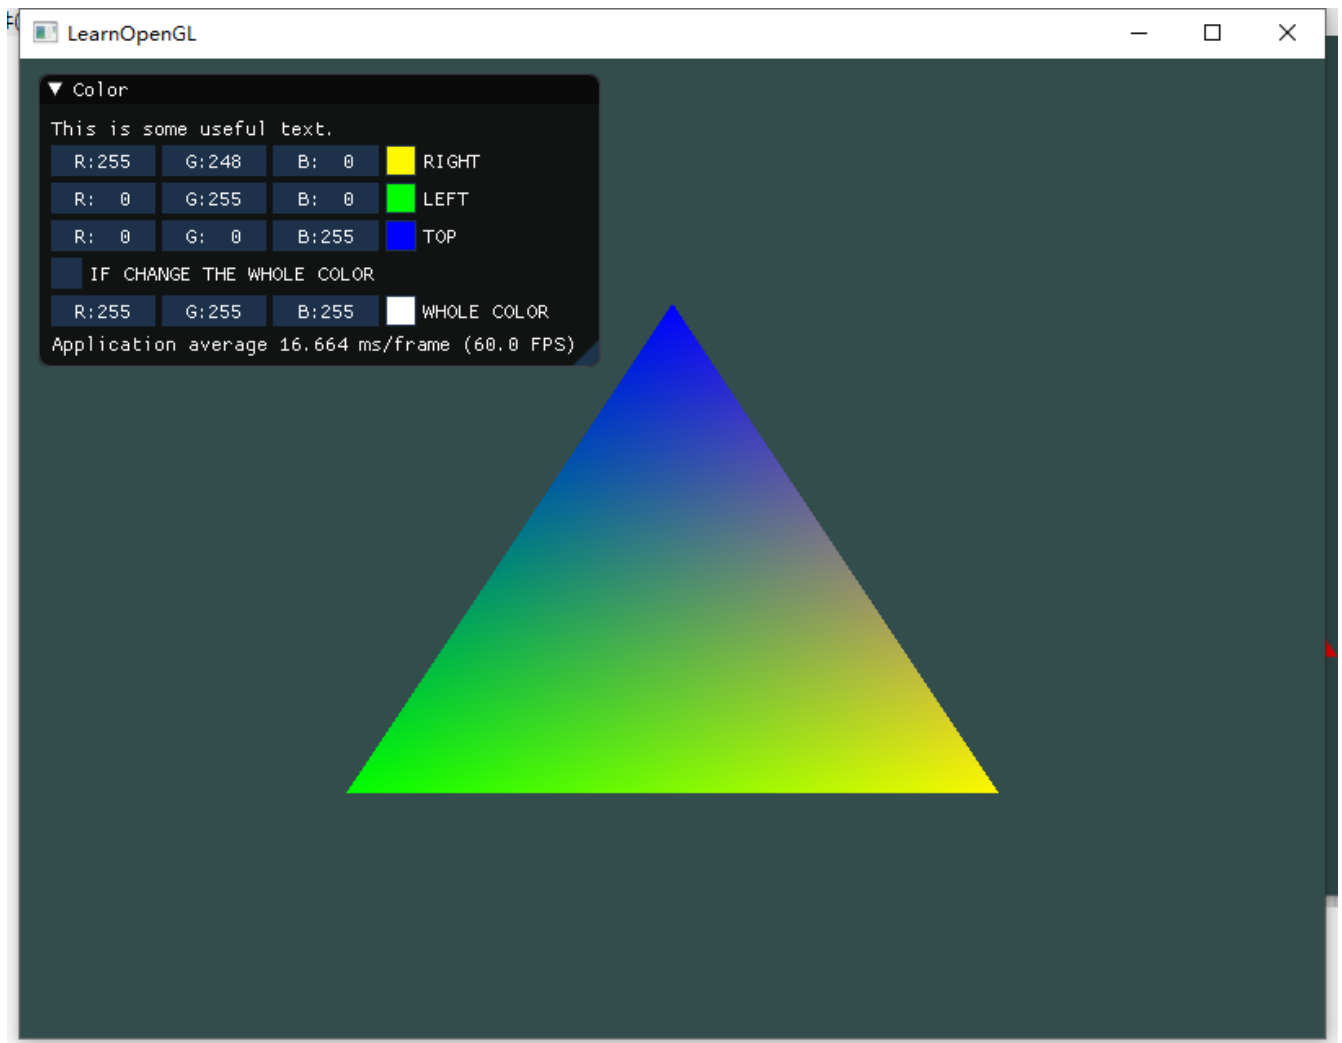 LearnOpenGL
Color
This is some useful text.
R:255 G:248 B: 0 RIGHT
R: 0 G:255 B: 0 LEFT
R: 0 G: 0 B:255 TOP
IF CHANGE THE WHOLE COLOR
R:255 G:255 B:255 WHOLE COLOR
Application average 16.664 ms/frame (60.0 FPS)